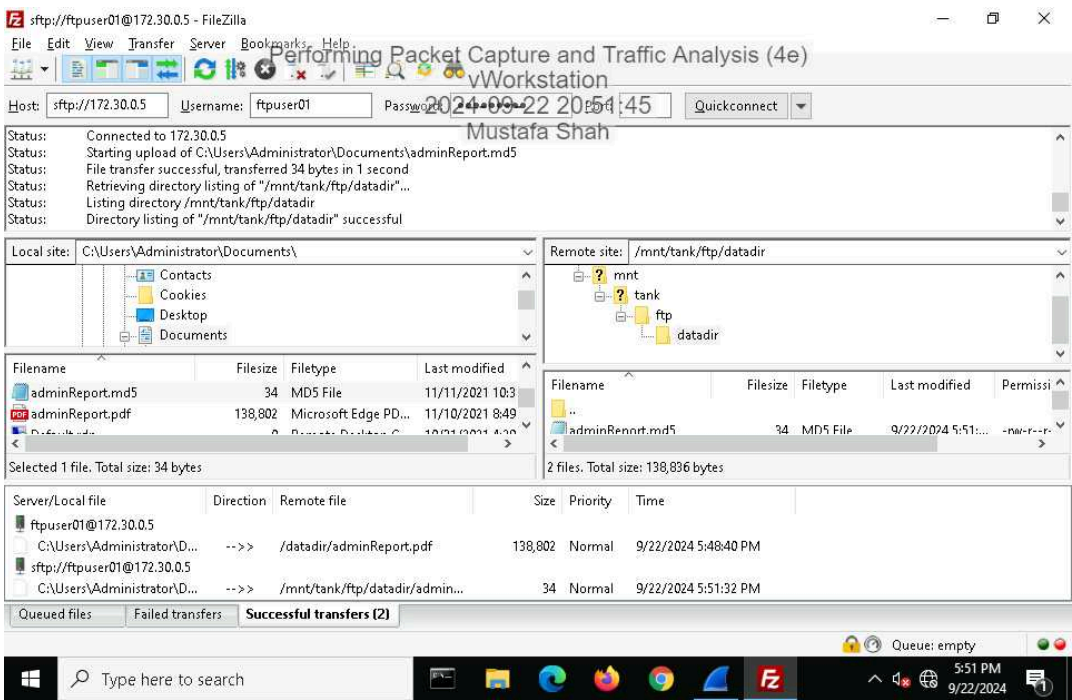 sftp://ftpuser01@172.30.0.5 - FileZilla
File Edit View Transfer Server Bookmarks Help
Performing Packet Capture and Traffic Analysis (4e)
vWorkstation
2024-09-22 20:51:45
Mustafa Shah
Host: sftp://172.30.0.5 Username: ftpuser01 Password: Port: Quickconnect
Status: Connected to 172.30.0.5
Status: Starting upload of C:\Users\Administrator\Documents\adminReport.md5
Status: File transfer successful, transferred 34 bytes in 1 second
Status: Retrieving directory listing of "/mnt/tank/ftp/datadir"...
Status: Listing directory /mnt/tank/ftp/datadir
Status: Directory listing of "/mnt/tank/ftp/datadir" successful
Local site: C:\Users\Administrator\Documents\
Contacts
Cookies
Desktop
Documents
Remote site: /mnt/tank/ftp/datadir
mnt
tank
ftp
datadir
Filename Filesize Filetype Last modified
adminReport.md5 34 MD5 File 11/11/2021 10:3
adminReport.pdf 138,802 Microsoft Edge PD... 11/10/2021 8:49
Selected 1 file. Total size: 34 bytes
Filename Filesize Filetype Last modified Permissi
..
adminReport.md5 34 MD5 File 9/22/2024 5:51:... -rw-r--r-
2 files. Total size: 138,836 bytes
Server/Local file Direction Remote file Size Priority Time
ftpuser01@172.30.0.5
C:\Users\Administrator\D... -->> /datadir/adminReport.pdf 138,802 Normal 9/22/2024 5:48:40 PM
sftp://ftpuser01@172.30.0.5
C:\Users\Administrator\D... -->> /mnt/tank/ftp/datadir/admin... 34 Normal 9/22/2024 5:51:32 PM
Queued files Failed transfers Successful transfers (2)
Queue: empty
Type here to search
5:51 PM
9/22/2024